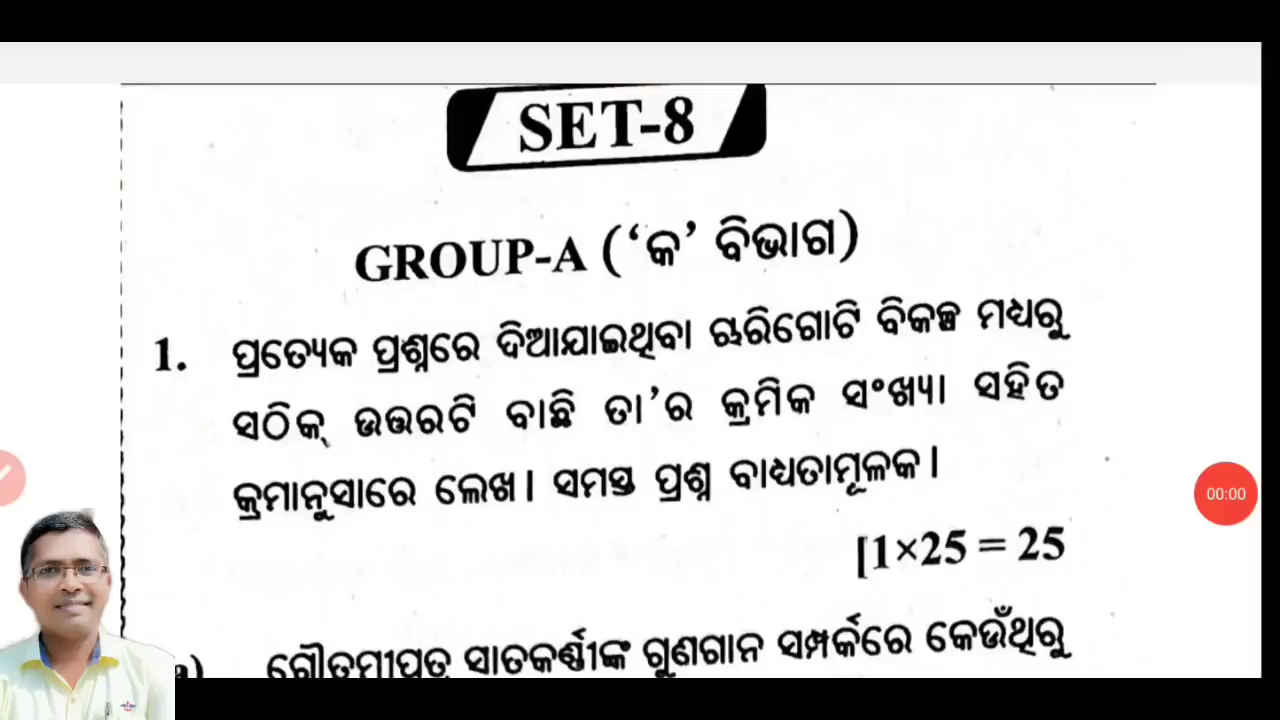 SET-8
GROUP-A (‘କ’ ବିଭାଗ)
1. ପ୍ରତ୍ୟେକ ପ୍ରଶ୍ନରେ ଦିଆଯାଇଥିବା ଋରିଗୋଟି ବିକଳ୍ପ ମଧ୍ୟରୁ
ସଠିକ୍ ଉତ୍ତରଟି ବାଛି ତା’ର କ୍ରମିକ ସଂଖ୍ୟା ସହିତ
କ୍ରମାନୁସାରେ ଲେଖ। ସମସ୍ତ ପ୍ରଶ୍ନ ବାଧ୍ୟତାମୂଳକ।
[1×25 = 25
ସାତକର୍ଣ୍ଣୀଙ୍କ ଗୁଣଗାନ ସମ୍ପର୍କରେ କେଉଁଥିରୁ
00:00